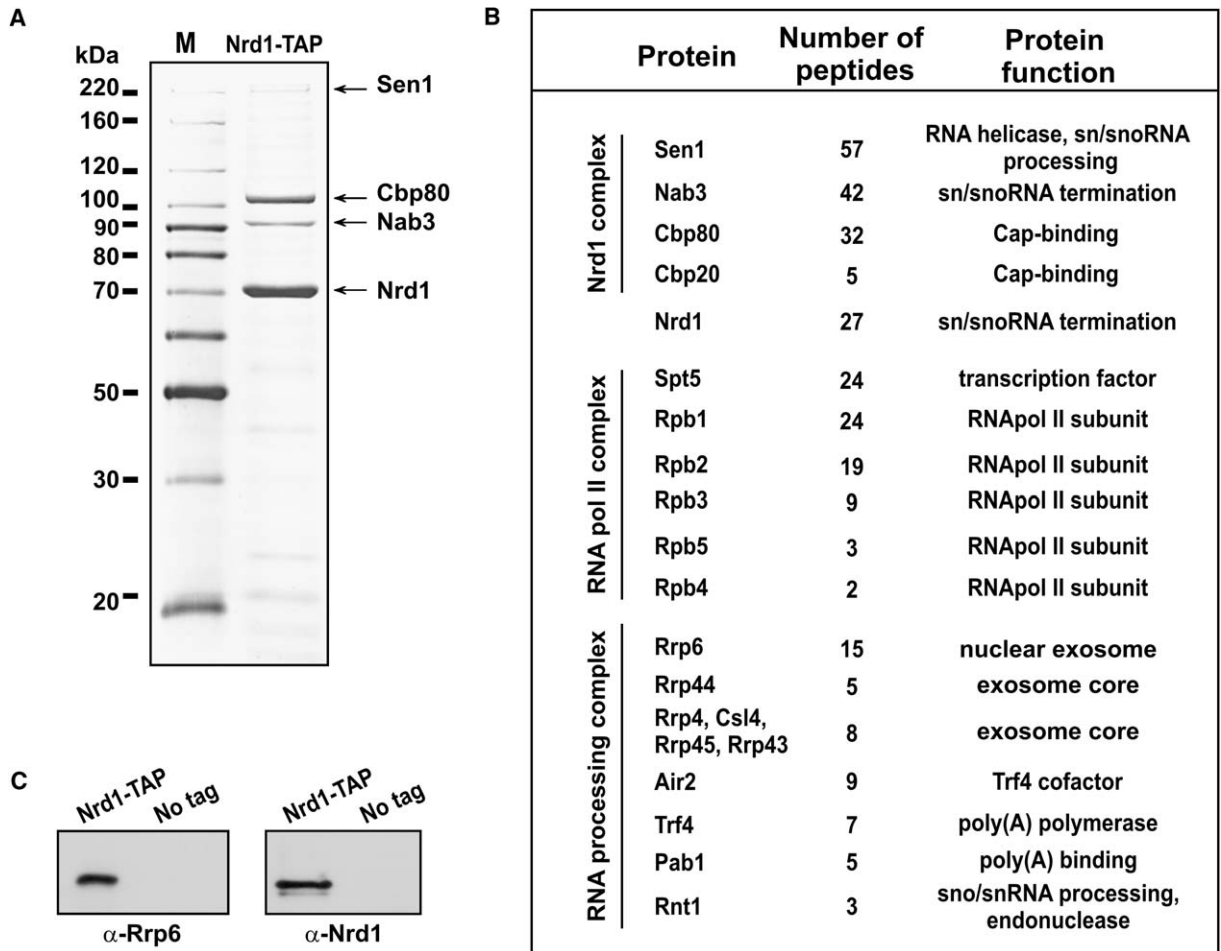 A
M Nrd1-TAP
kDa
220
160
120
100
90
80
70
50
30
20
Sen1
Cbp80
Nab3
Nrd1
B
Protein Number of peptides Protein function
Nrd1 complex
Sen1 57 RNA helicase, sn/snoRNA processing
Nab3 42 sn/snoRNA termination
Cbp80 32 Cap-binding
Cbp20 5 Cap-binding
Nrd1 27 sn/snoRNA termination
RNA pol II complex
Spt5 24 transcription factor
Rpb1 24 RNApol II subunit
Rpb2 19 RNApol II subunit
Rpb3 9 RNApol II subunit
Rpb5 3 RNApol II subunit
Rpb4 2 RNApol II subunit
RNA processing complex
Rrp6 15 nuclear exosome
Rrp44 5 exosome core
Rrp4, Csl4, Rrp45, Rrp43 8 exosome core
Air2 9 Trf4 cofactor
Trf4 7 poly(A) polymerase
Pab1 5 poly(A) binding
Rnt1 3 sno/snRNA processing, endonuclease
C
Nrd1-TAP No tag
α-Rrp6
Nrd1-TAP No tag
α-Nrd1